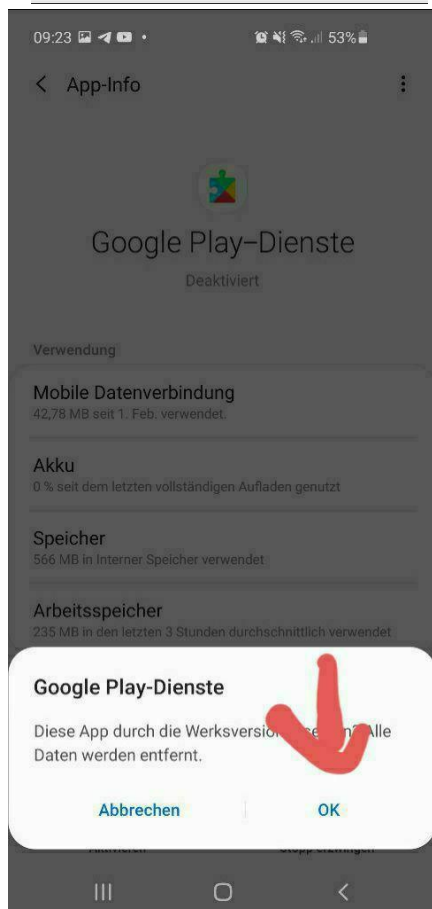 09:23
53%
App-Info
Google Play-Dienste
Deaktiviert
Verwendung
Mobile Datenverbindung
42,78 MB seit 1. Feb. verwendet.
Akku
0 % seit dem letzten vollständigen Aufladen genutzt
Speicher
566 MB in Interner Speicher verwendet
Arbeitsspeicher
235 MB in den letzten 3 Stunden durchschnittlich verwendet
Google Play-Dienste
Diese App durch die Alle
Daten werden entfernt.
Abbrechen
OK